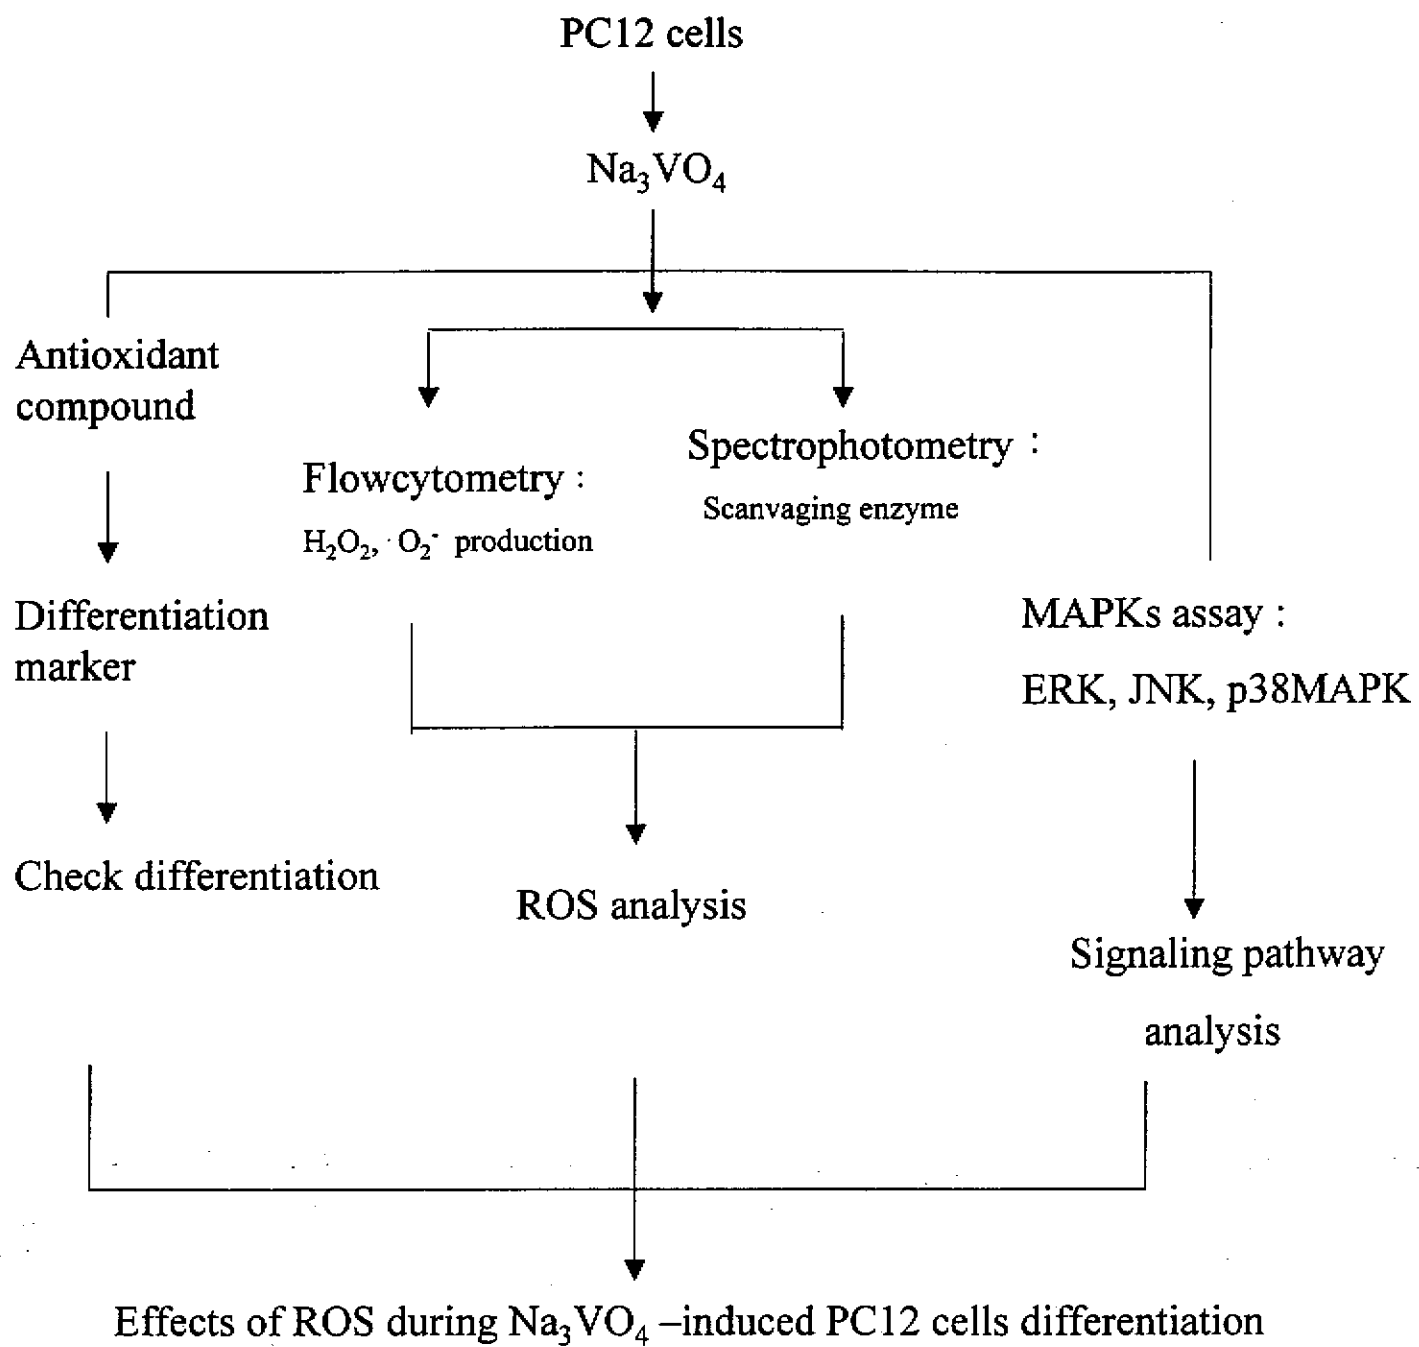 PC12 cells
Na₃VO₄
Antioxidant
compound
Flowcytometry :
H₂O₂, · O₂⁻ production
Spectrophotometry :
Scanvaging enzyme
Differentiation
marker
MAPKs assay :
ERK, JNK, p38MAPK
Check differentiation
ROS analysis
Signaling pathway
analysis
Effects of ROS during Na₃VO₄ –induced PC12 cells differentiation